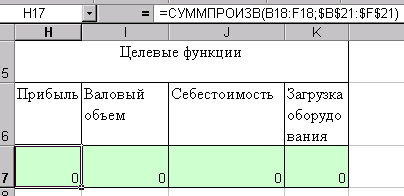 H17 =СУММПРОИЗВ(B18:F18;$B$21:$F$21)
H I J K
5 Целевые функции
6 Прибыль Валовый объем Себестоимость Загрузка оборудо вания
7 0 0 0 0